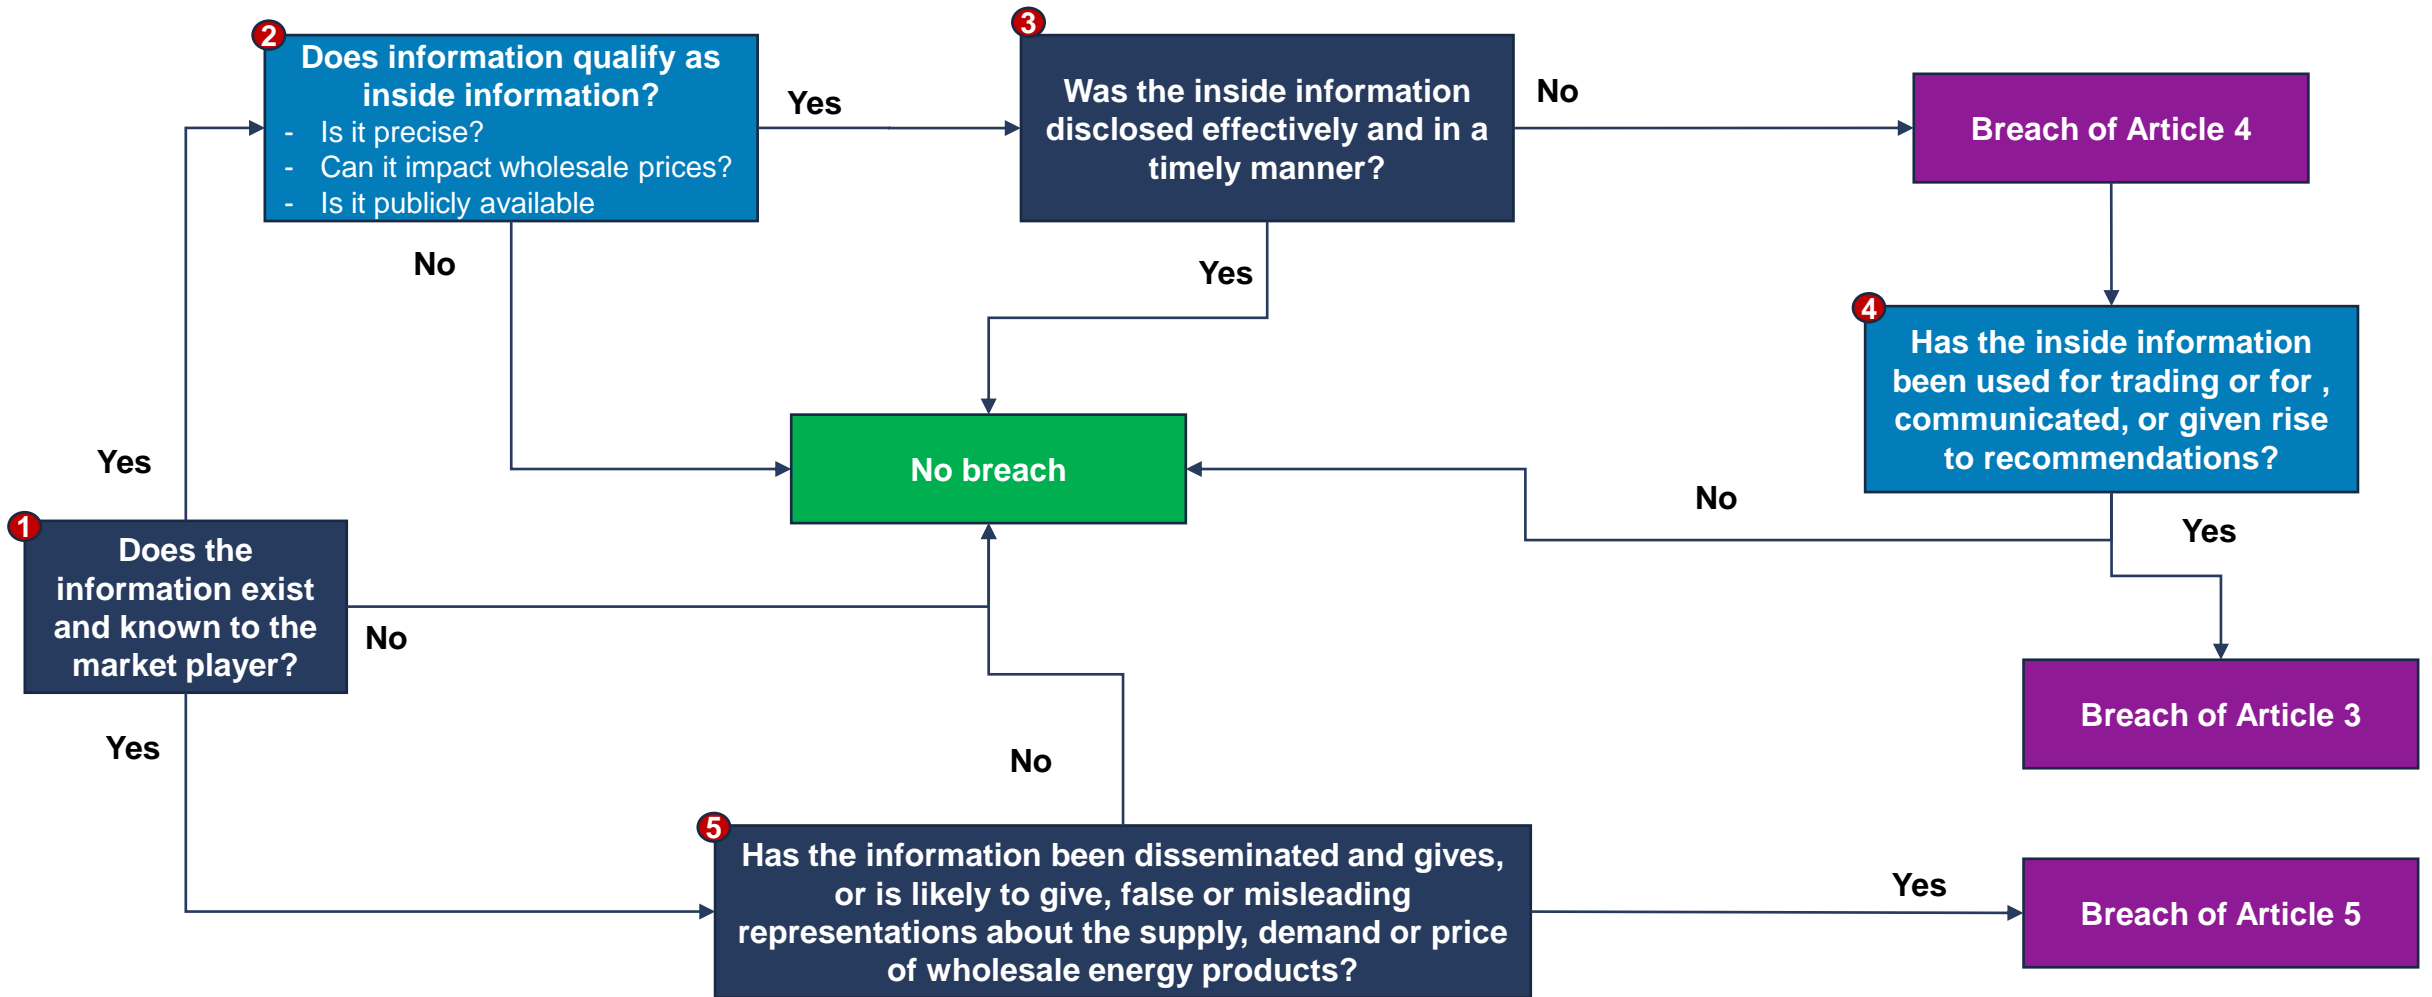 2
Does information qualify as
inside information?
- Is it precise?
- Can it impact wholesale prices?
- Is it publicly available
Yes
3
Was the inside information
disclosed effectively and in a
timely manner?
No
Breach of Article 4
No
Yes
4
Has the inside information
been used for trading or for ,
communicated, or given rise
to recommendations?
Yes
No breach
No
Yes
1
Does the
information exist
and known to the
market player?
No
Breach of Article 3
Yes
No
5
Has the information been disseminated and gives,
or is likely to give, false or misleading
representations about the supply, demand or price
of wholesale energy products?
Yes
Breach of Article 5